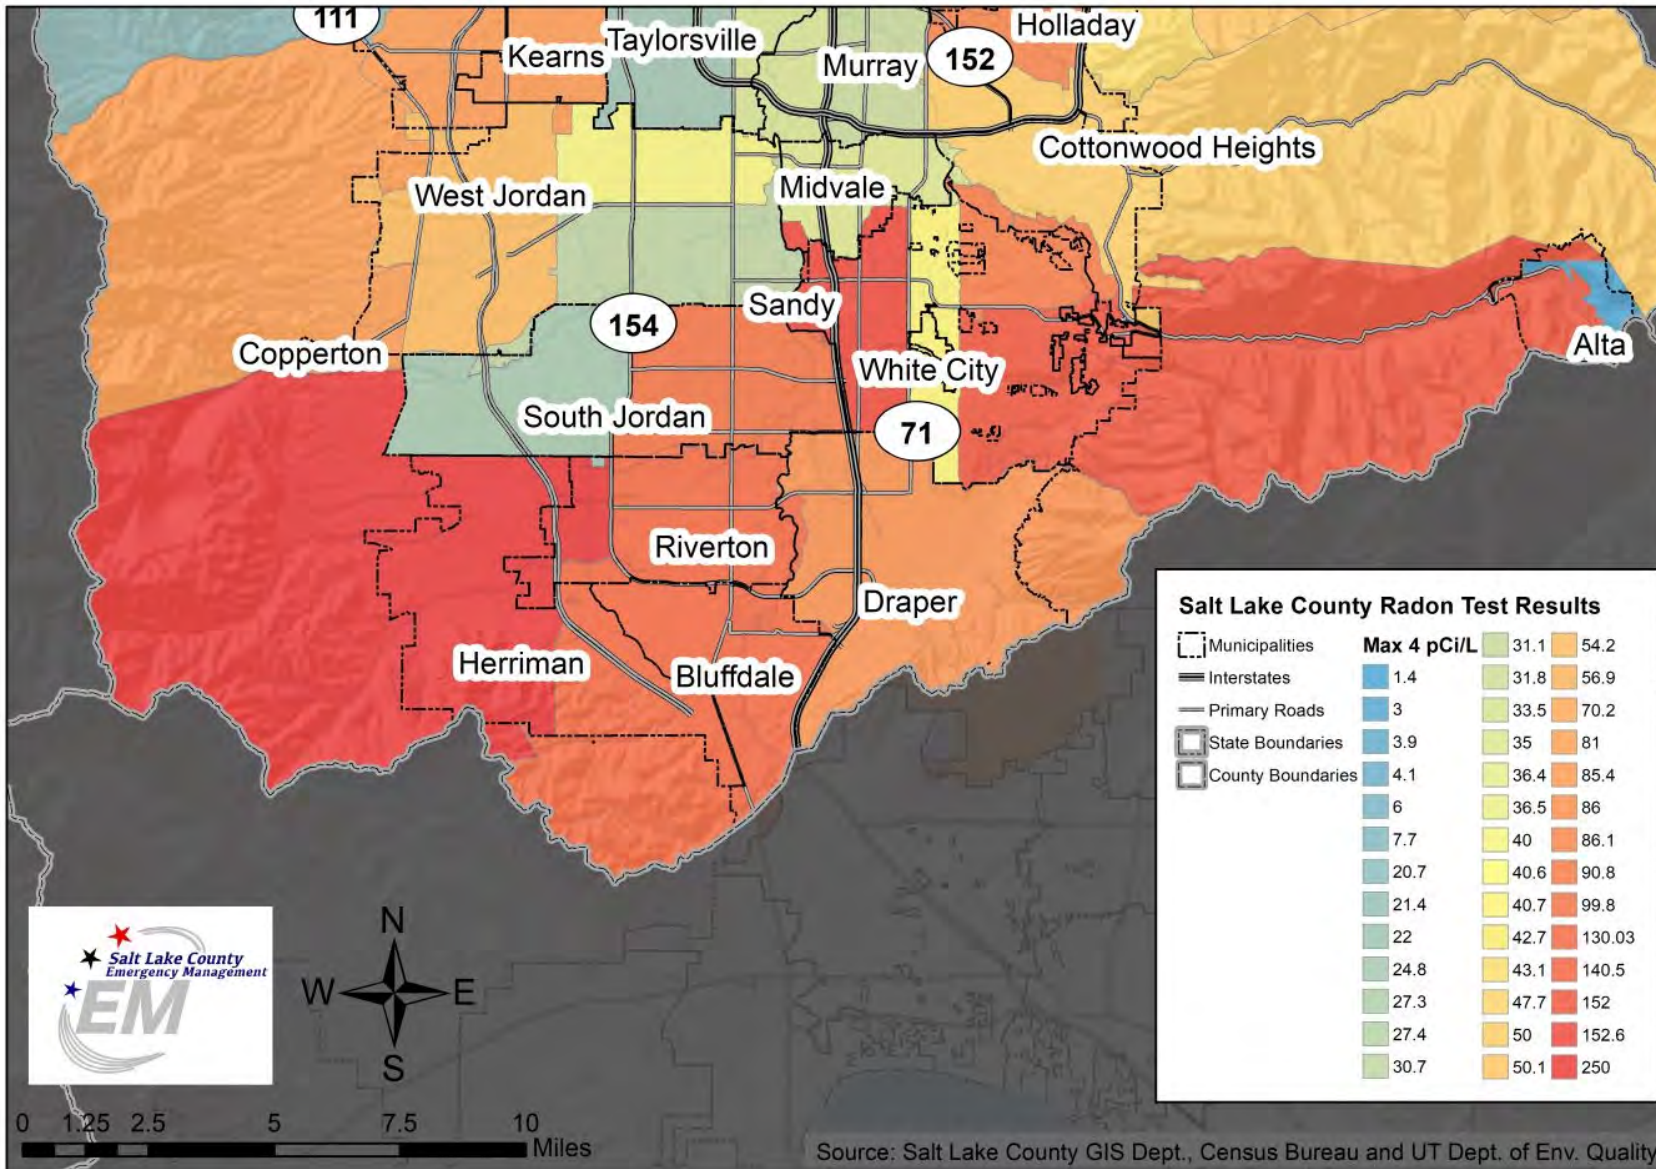 111
Kearns
Taylorsville
Murray
152
Holladay
Cottonwood Heights
West Jordan
Midvale
Sandy
154
Copperton
White City
Alta
South Jordan
71
Riverton
Draper
Herriman
Bluffdale
Salt Lake County Radon Test Results
Municipalities
Interstates
Primary Roads
State Boundaries
County Boundaries
Max 4 pCi/L
1.4
3
3.9
4.1
6
7.7
20.7
21.4
22
24.8
27.3
27.4
30.7
31.1
31.8
33.5
35
36.4
36.5
40
40.6
40.7
42.7
43.1
47.7
50
50.1
54.2
56.9
70.2
81
85.4
86
86.1
90.8
99.8
130.03
140.5
152
152.6
250
Salt Lake County
Emergency Management
EM
N
W E
S
0 1.25 2.5 5 7.5 10
Miles
Source: Salt Lake County GIS Dept., Census Bureau and UT Dept. of Env. Quality